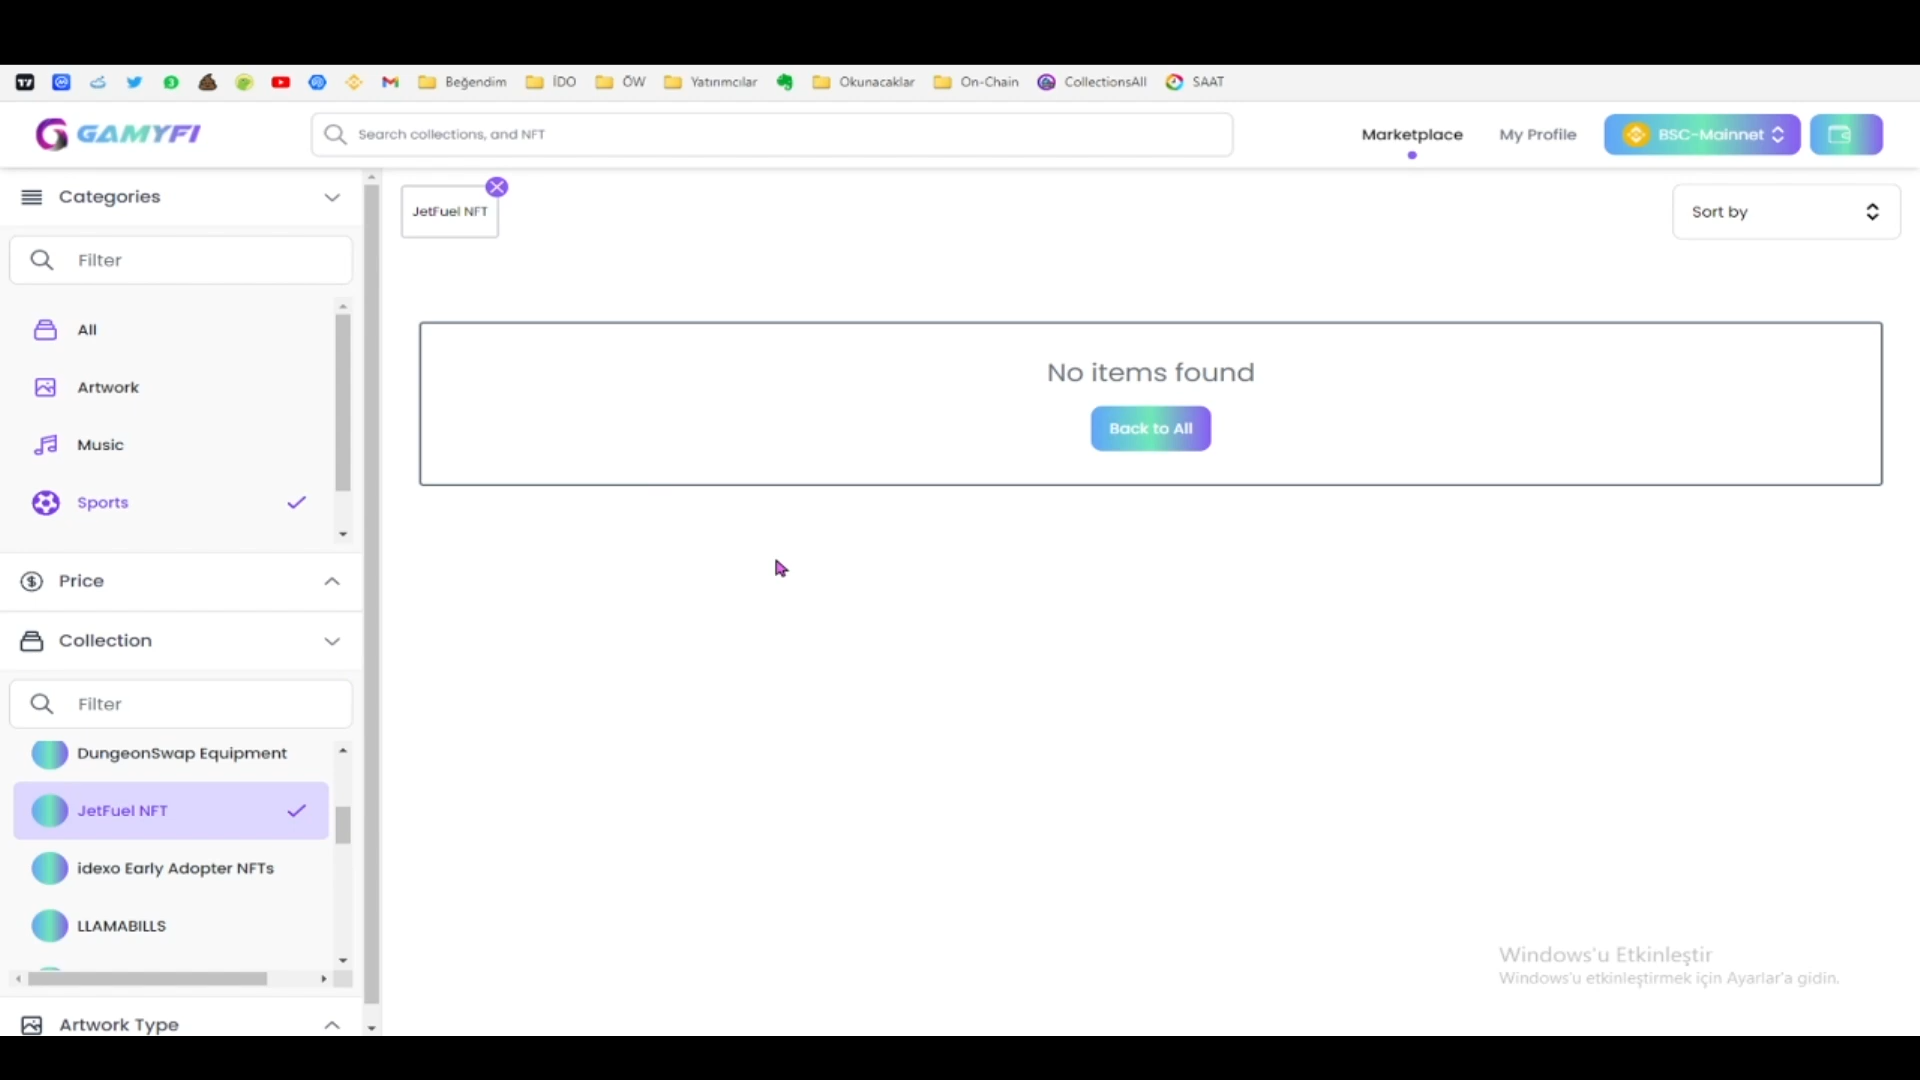 Beğendim
İDO
ÖW
Yatırımcılar
Okunacaklar
On-Chain
CollectionsAll
SAAT
GAMYFI
Search collections, and NFT
Marketplace
My Profile
BSC-Mainnet
Categories
Filter
All
Artwork
Music
Sports
Price
Collection
Filter
DungeonSwap Equipment
JetFuel NFT
idexo Early Adopter NFTs
LLAMABILLS
Artwork Type
JetFuel NFT
Sort by
No items found
Back to All
Windows'u Etkinleştir
Windows'u etkinleştirmek için Ayarlar'a gidin.